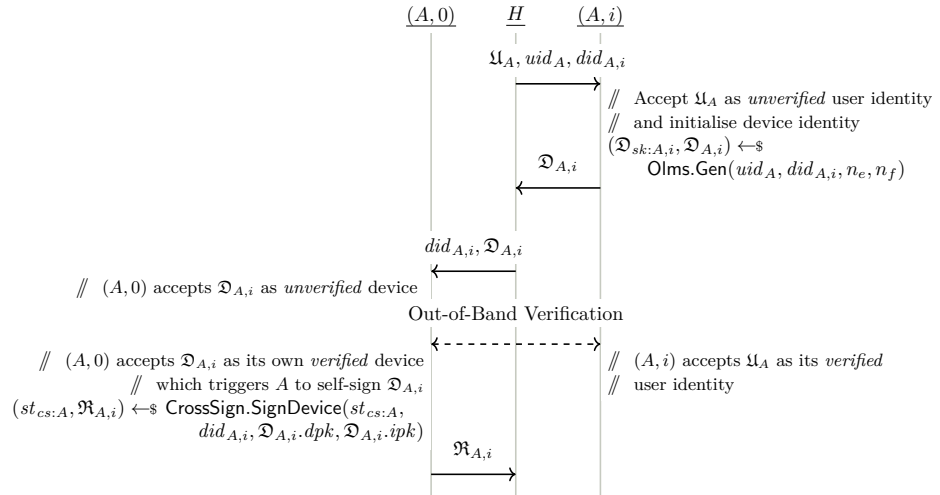 (A, 0) H (A, i)
𝔘_A, uid_A, did_{A,i}
// Accept 𝔘_A as unverified user identity
// and initialise device identity
(𝔇_{sk:A,i}, 𝔇_{A,i}) ←$
Olms.Gen(uid_A, did_{A,i}, n_e, n_f)
𝔇_{A,i}
did_{A,i}, 𝔇_{A,i}
// (A, 0) accepts 𝔇_{A,i} as unverified device
Out-of-Band Verification
// (A, 0) accepts 𝔇_{A,i} as its own verified device
// which triggers A to self-sign 𝔇_{A,i}
(st_{cs:A}, ℜ_{A,i}) ←$ CrossSign.SignDevice(st_{cs:A},
did_{A,i}, 𝔇_{A,i}.dpk, 𝔇_{A,i}.ipk)
// (A, i) accepts 𝔘_A as its verified
// user identity
ℜ_{A,i}